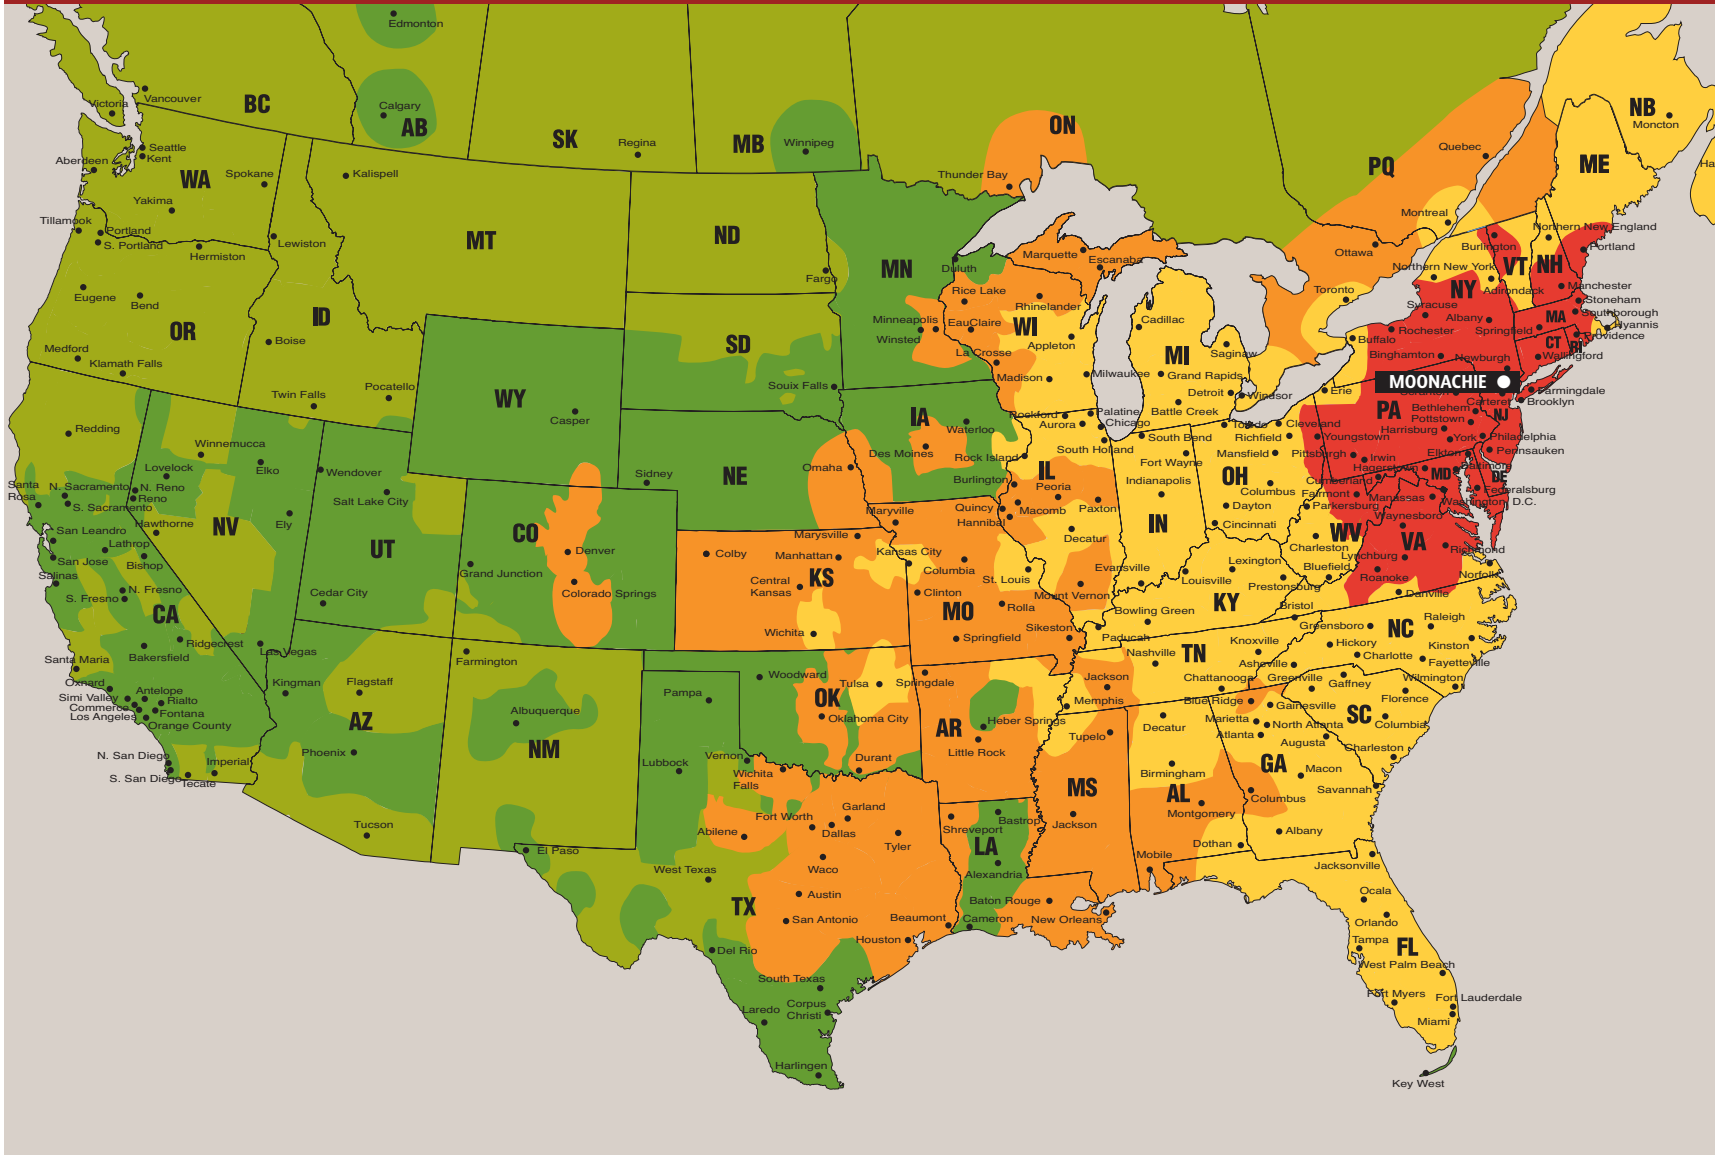 Edmonton
Calgary
AB
Victoria
Vancouver
BC
SK
Regina
MB
Winnipeg
ON
Thunder Bay
PQ
Quebec
Montreal
Ottawa
Toronto
NB
Moncton
Ha
ME
Seattle
Kent
Aberdeen
WA
Spokane
Yakima
Tillamook
Portland
S. Portland
Hermiston
Lewiston
Eugene
Bend
OR
Medford
Klamath Falls
Kalispell
MT
ID
Boise
Twin Falls
Pocatello
ND
Fargo
SD
Souix Falls
WY
Casper
NE
Sidney
Omaha
MN
Duluth
Minneapolis
Winsted
Rice Lake
EauClaire
La Crosse
WI
Rhinelander
Appleton
Madison
Milwaukee
Marquette
Escanaba
Cadillac
MI
Saginaw
Grand Rapids
Detroit
Windsor
Battle Creek
IA
Waterloo
Des Moines
Rock Island
Burlington
Rockford
Aurora
Palatine
Chicago
South Holland
IL
Peoria
Macomb
Paxton
Quincy
Hannibal
Decatur
Mount Vernon
South Bend
Fort Wayne
Indianapolis
IN
Evansville
Toledo
Cleveland
Richfield
Mansfield
Youngstown
OH
Columbus
Dayton
Cincinnati
Redding
Santa
Rosa
N. Sacramento
S. Sacramento
N. Reno
Reno
Lovelock
Winnemucca
Elko
Ely
NV
Hawthorne
San Leandro
Lathrop
San Jose
Bishop
Salinas
N. Fresno
S. Fresno
CA
Ridgecrest
Bakersfield
Las Vegas
Santa Maria
Oxnard
Simi Valley
Commerce
Los Angeles
Antelope
Rialto
Fontana
Orange County
N. San Diego
S. San Diego
Tecate
Imperial
Wendover
Salt Lake City
UT
Cedar City
CO
Denver
Grand Junction
Colorado Springs
Kingman
Flagstaff
AZ
Phoenix
Tucson
Farmington
Albuquerque
NM
Colby
Marysville
Manhattan
Central
Kansas
KS
Wichita
Maryville
Kansas City
Columbia
St. Louis
Clinton
MO
Rolla
Springfield
Sikeston
Woodward
OK
Tulsa
Oklahoma City
Durant
Springdale
AR
Heber Springs
Little Rock
Pampa
Lubbock
Vernon
Wichita
Falls
Abilene
Fort Worth
Garland
Dallas
Tyler
Waco
El Paso
West Texas
TX
Austin
San Antonio
Beaumont
Houston
Del Rio
South Texas
Laredo
Corpus
Christi
Harlingen
Shreveport
Bastrop
LA
Alexandria
Baton Rouge
Cameron
New Orleans
MS
Tupelo
Jackson
Lexington
Louisville
Prestonsburg
KY
Bowling Green
Paducah
TN
Nashville
Jackson
Memphis
Knoxville
Chattanooga
Bristol
Decatur
Birmingham
AL
Montgomery
Dothan
Mobile
Blue Ridge
Gainesville
Marietta
North Atlanta
Atlanta
Augusta
GA
Macon
Columbus
Savannah
Albany
Jacksonville
Ocala
Orlando
Tampa
FL
West Palm Beach
Fort Myers
Fort Lauderdale
Miami
Key West
Greensboro
Raleigh
NC
Hickory
Kinston
Charlotte
Fayetteville
Asheville
Wilmington
Greenville
Gaffney
SC
Florence
Columbia
Charleston
Parkersburg
Fairmont
WV
Charleston
Bluefield
VA
Waynesboro
Lynchburg
Richmond
Roanoke
Norfolk
Danville
Manassas
Washington, D.C.
MD
Cumberland
Hagerstown
Baltimore
Elkton
DE
Federalsburg
PA
Erie
Pittsburgh
Irwin
Scranton
Bethlehem
Pottstown
Harrisburg
York
Philadelphia
Pennsauken
NJ
Carteret
MOONACHIE
Farmingdale
Brooklyn
NY
Buffalo
Rochester
Syracuse
Albany
Binghamton
Newburgh
Northern New York
Adirondack
Burlington
VT
NH
Northern New England
Portland
Manchester
Stoneham
Southborough
Hyannis
MA
Springfield
Providence
CT
RI
Wallingford